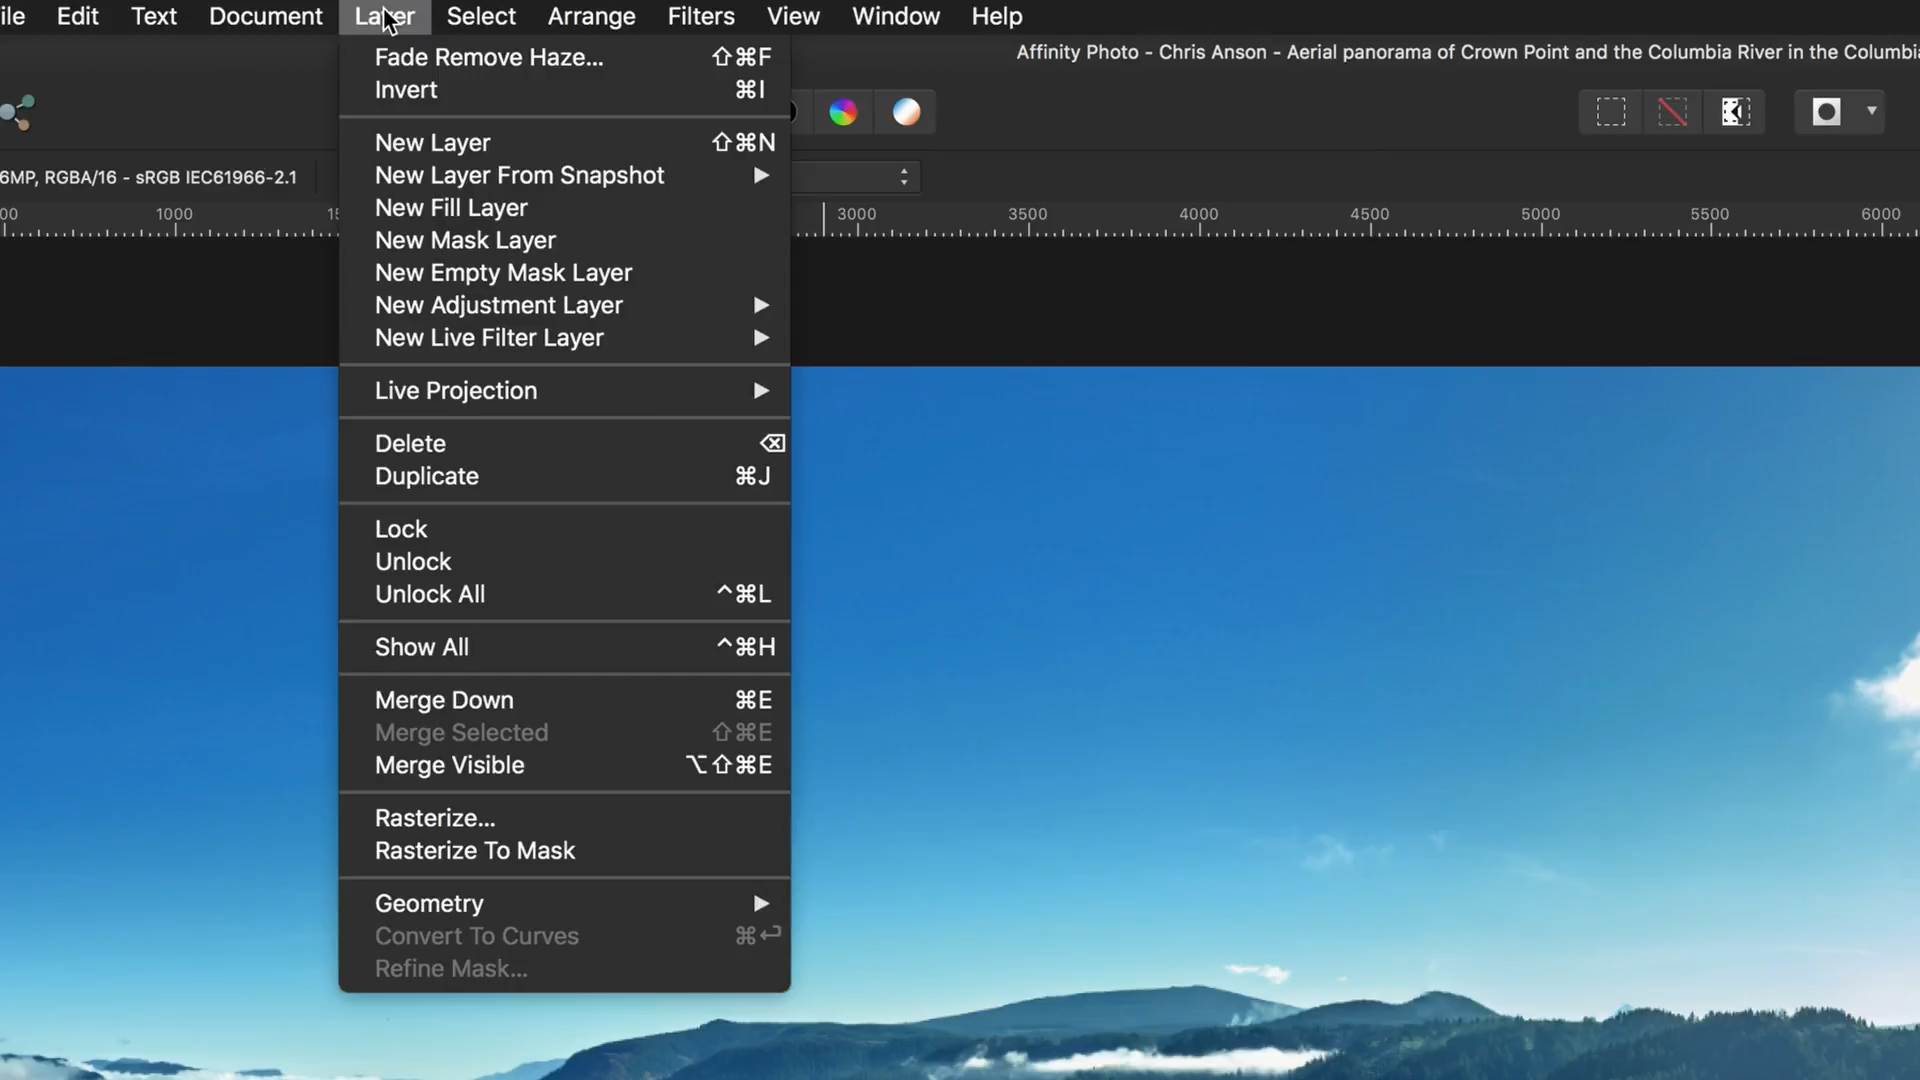 ile Edit Text Document Layer Select Arrange Filters View Window Help
Affinity Photo - Chris Anson - Aerial panorama of Crown Point and the Columbia River in the Columbi
6MP, RGBA/16 - sRGB IEC61966-2.1
00 1000 15 3000 3500 4000 4500 5000 5500 6000
Fade Remove Haze... ⇧⌘F
Invert ⌘I
New Layer ⇧⌘N
New Layer From Snapshot
New Fill Layer
New Mask Layer
New Empty Mask Layer
New Adjustment Layer
New Live Filter Layer
Live Projection
Delete ⌫
Duplicate ⌘J
Lock
Unlock
Unlock All ^⌘L
Show All ^⌘H
Merge Down ⌘E
Merge Selected ⇧⌘E
Merge Visible ⌥⇧⌘E
Rasterize...
Rasterize To Mask
Geometry
Convert To Curves ⌘↩
Refine Mask...